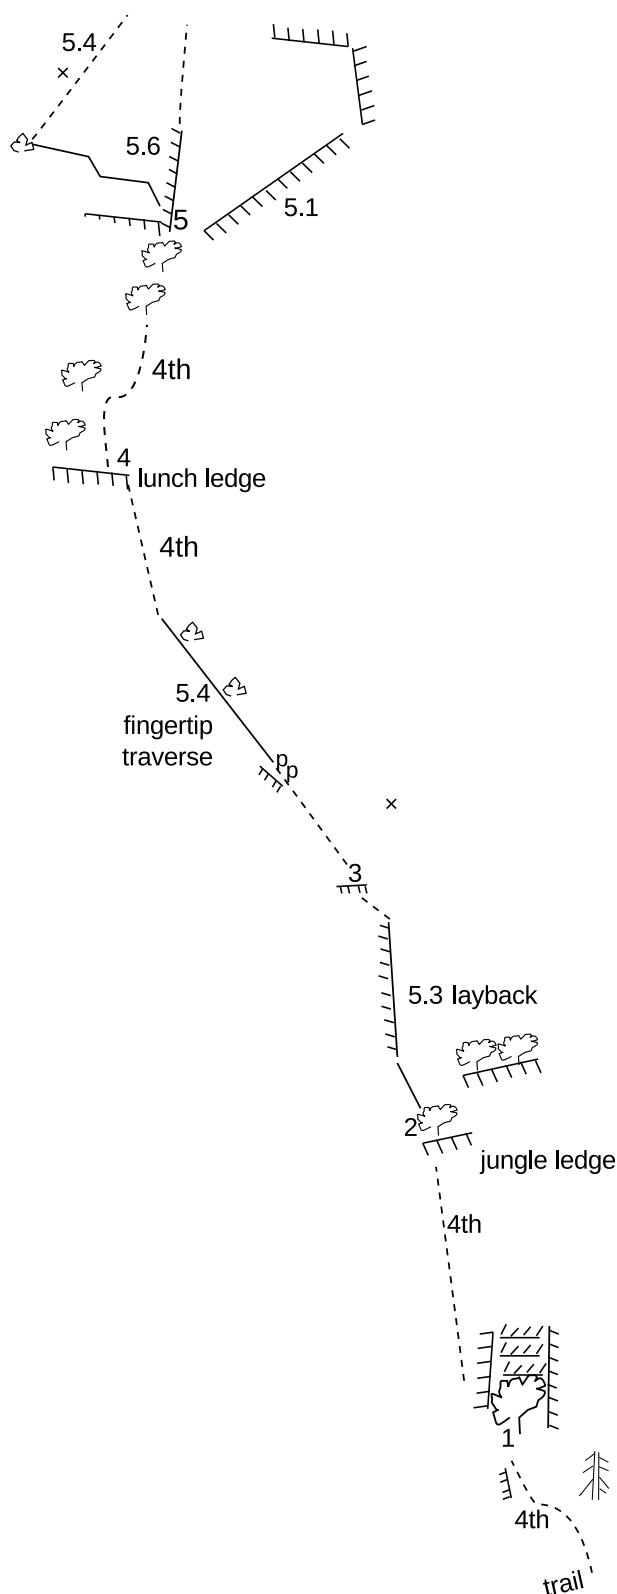 5.4
5.6
5.1
5
4th
4
lunch ledge
4th
5.4
fingertip
traverse
p
p
3
5.3 layback
2
jungle ledge
4th
1
4th
trail